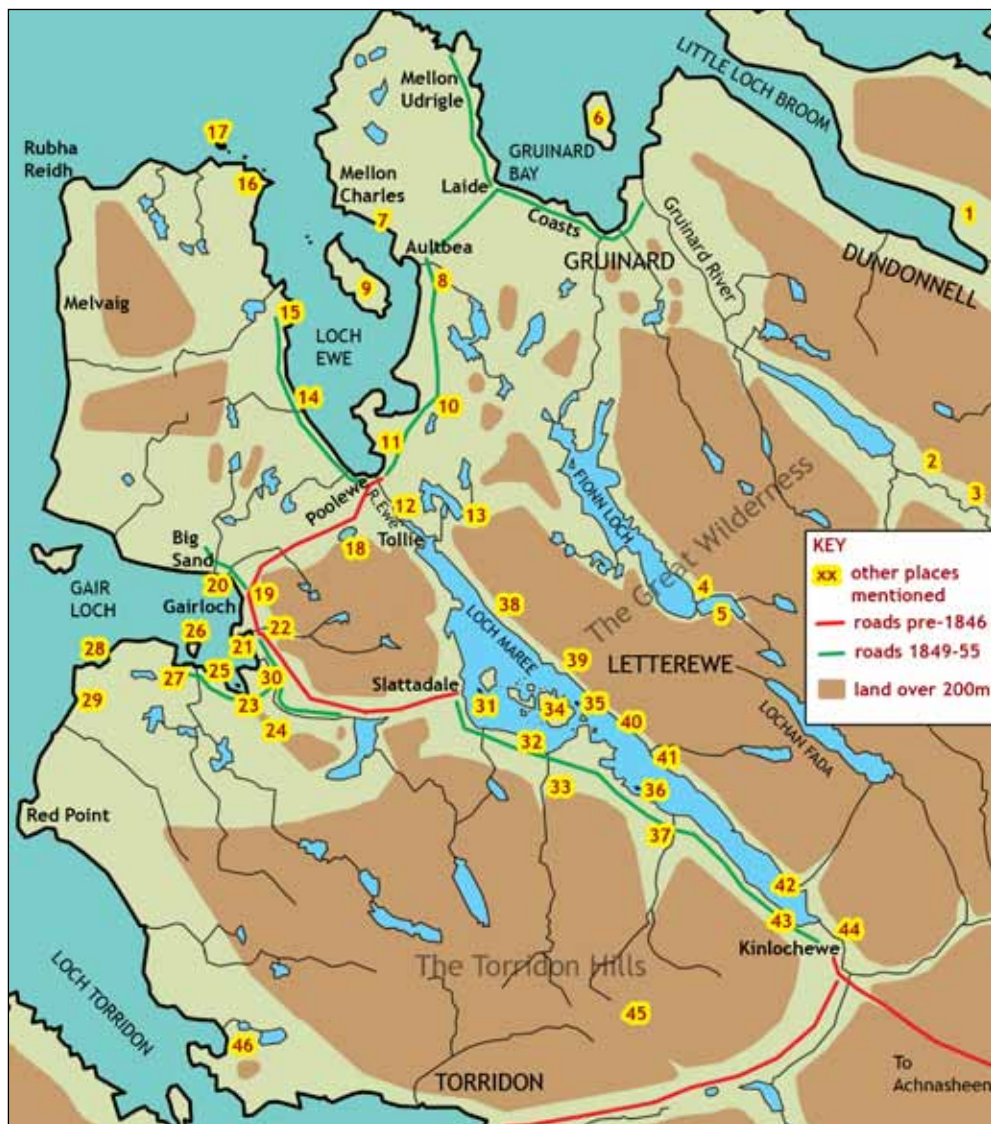 LITTLE LOCH BROOM
Mellon
Udrigle
6
17
Rubha
Reidh
GRUINARD
BAY
16
Mellon
Charles
Laide
1
7
Coasts
Aultbea
Gruinard River
GRUINARD
DUNDONNELL
8
9
Melvaig
15
LOCH
EWE
14
10
11
2
Poolewe
R. Ewe
12
13
FIONN LOCH
3
The Great Wilderness
18
Tollie
Big
Sand
KEY
xx other places
mentioned
roads pre-1846
roads 1849-55
land over 200m
GAIR
LOCH
20
19
4
5
Gairloch
38
LOCH MAREE
26
21
22
28
39
LETTEREWE
25
27
30
Slattadale
23
29
31
34
35
40
LOCHAN FADA
24
32
41
33
36
Red Point
37
42
43
44
Kinlochewe
The Torridon Hills
LOCH TORRIDON
45
46
To
Achnasheen
TORRIDON